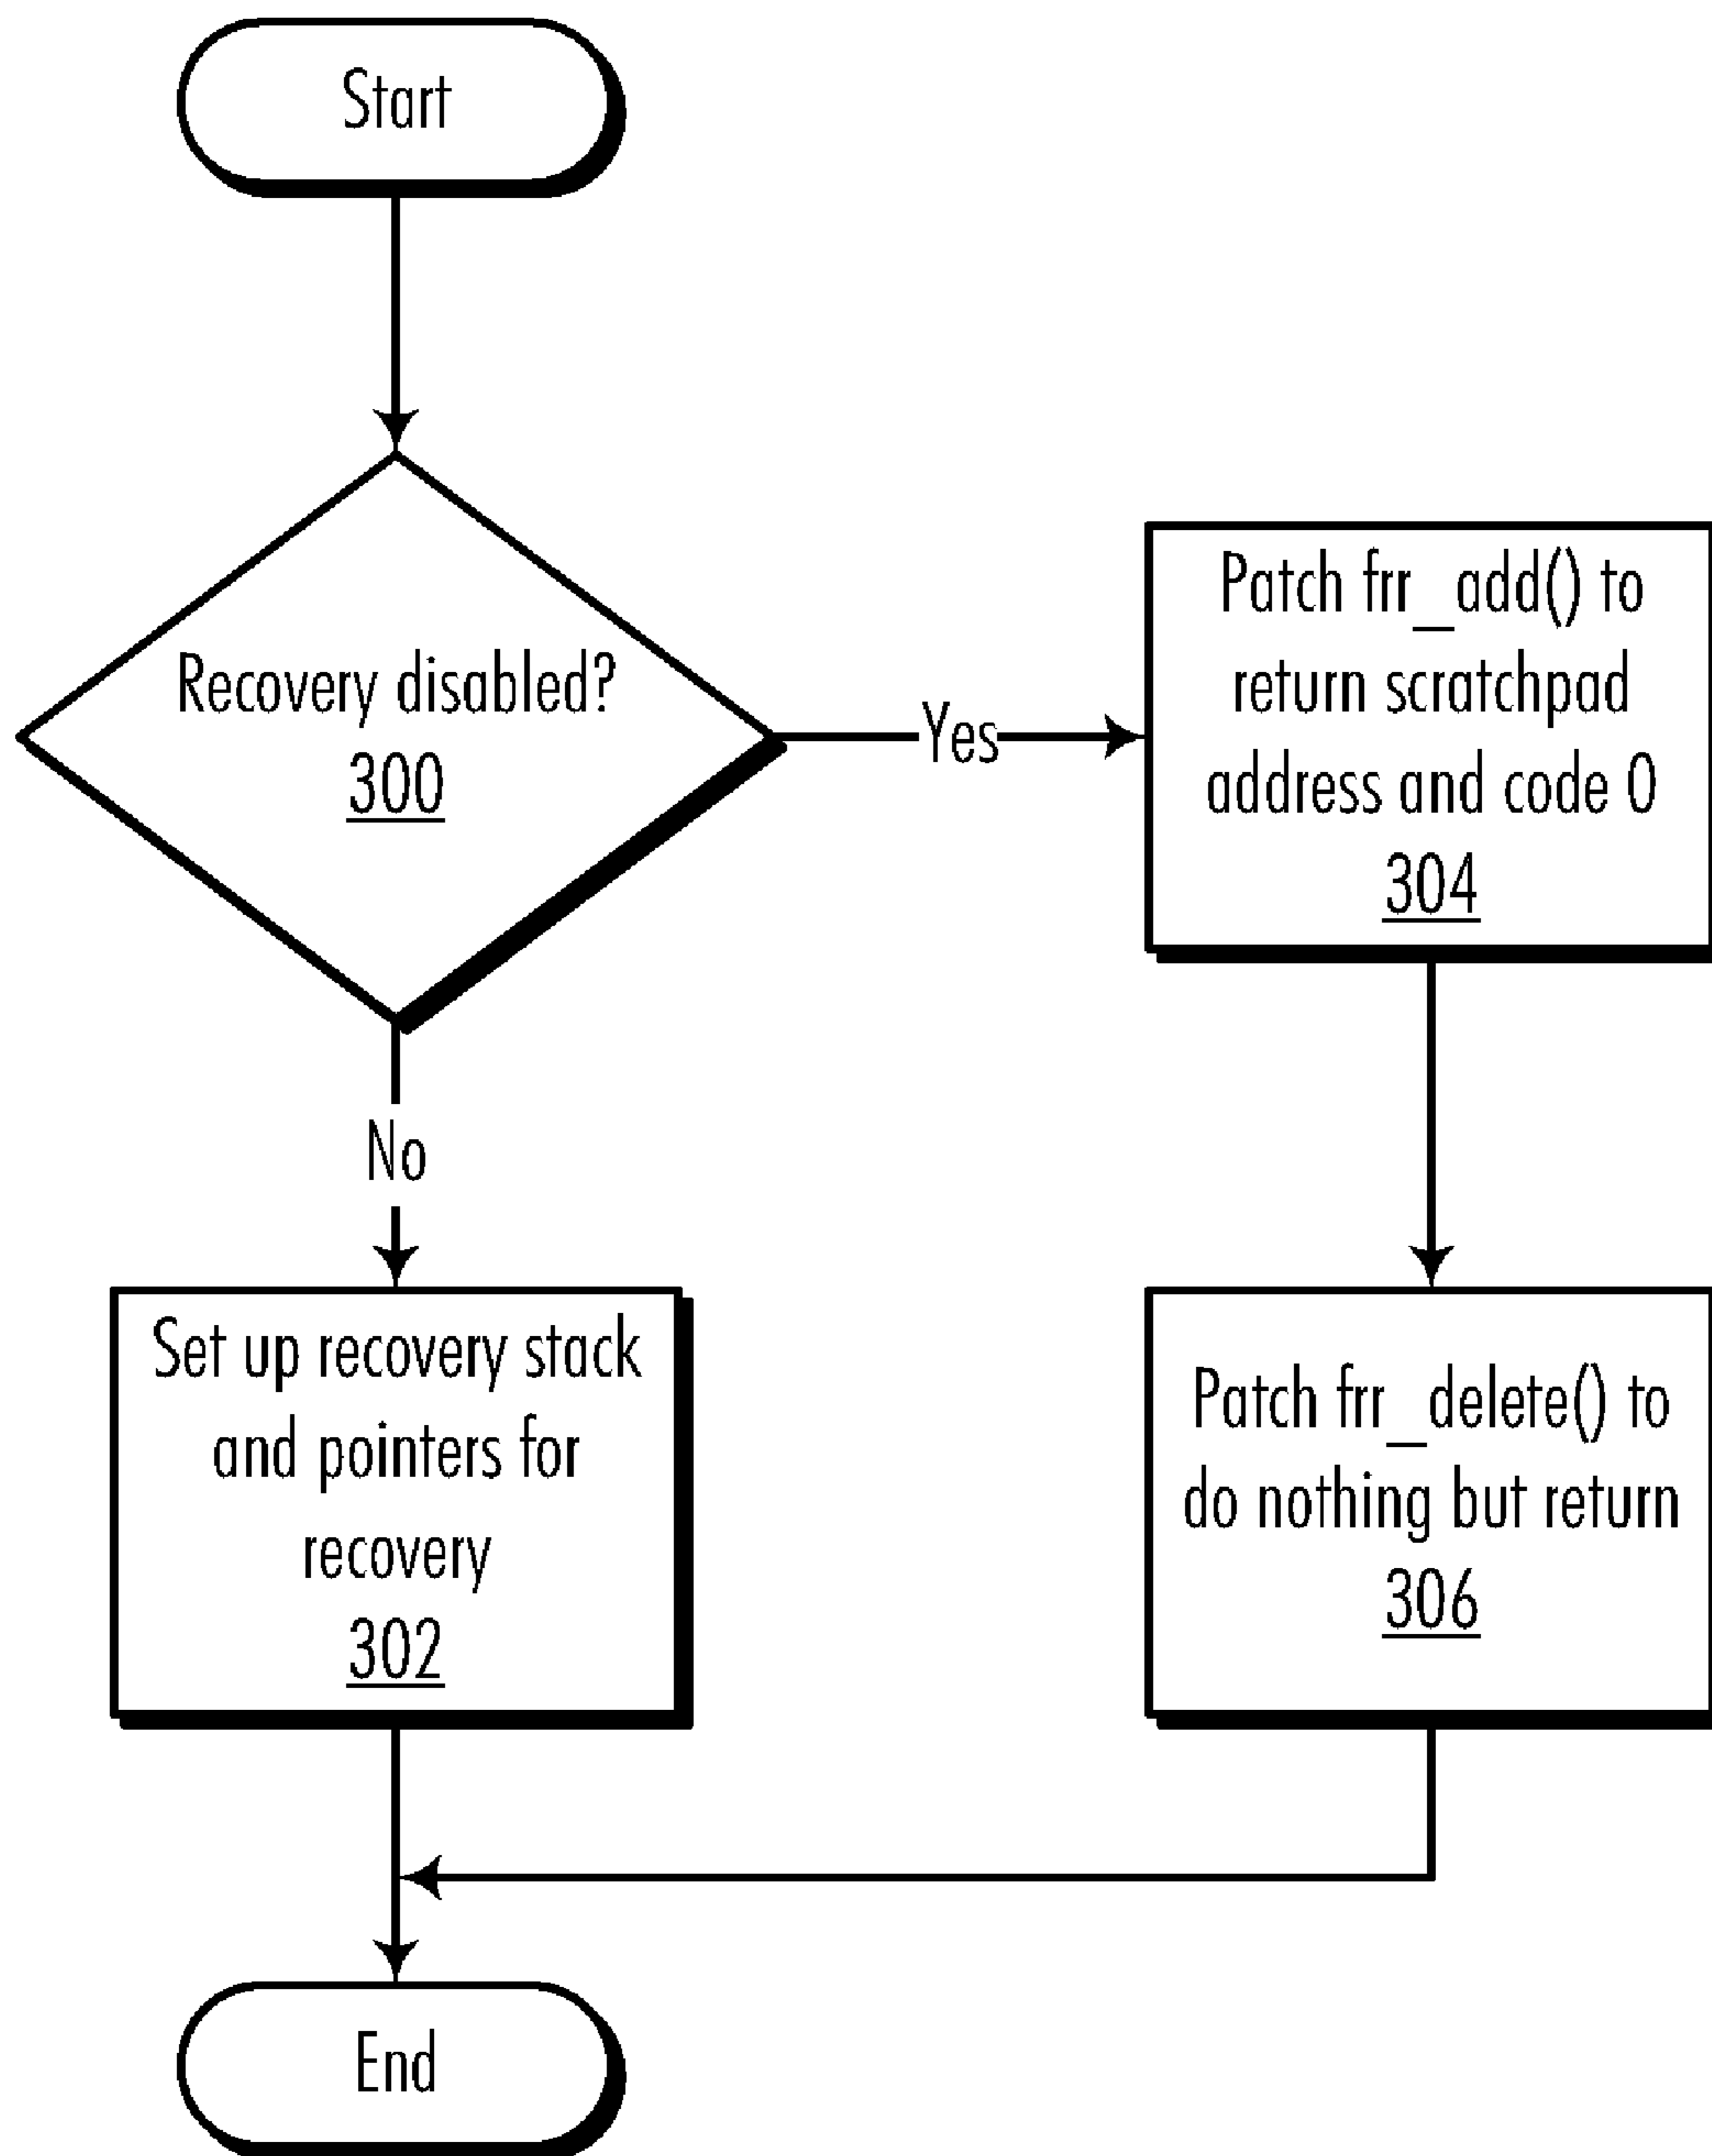 Start
Recovery disabled?
300
Yes
Patch frr_add() to
return scratchpad
address and code 0
304
No
Set up recovery stack
and pointers for
recovery
302
Patch frr_delete() to
do nothing but return
306
End